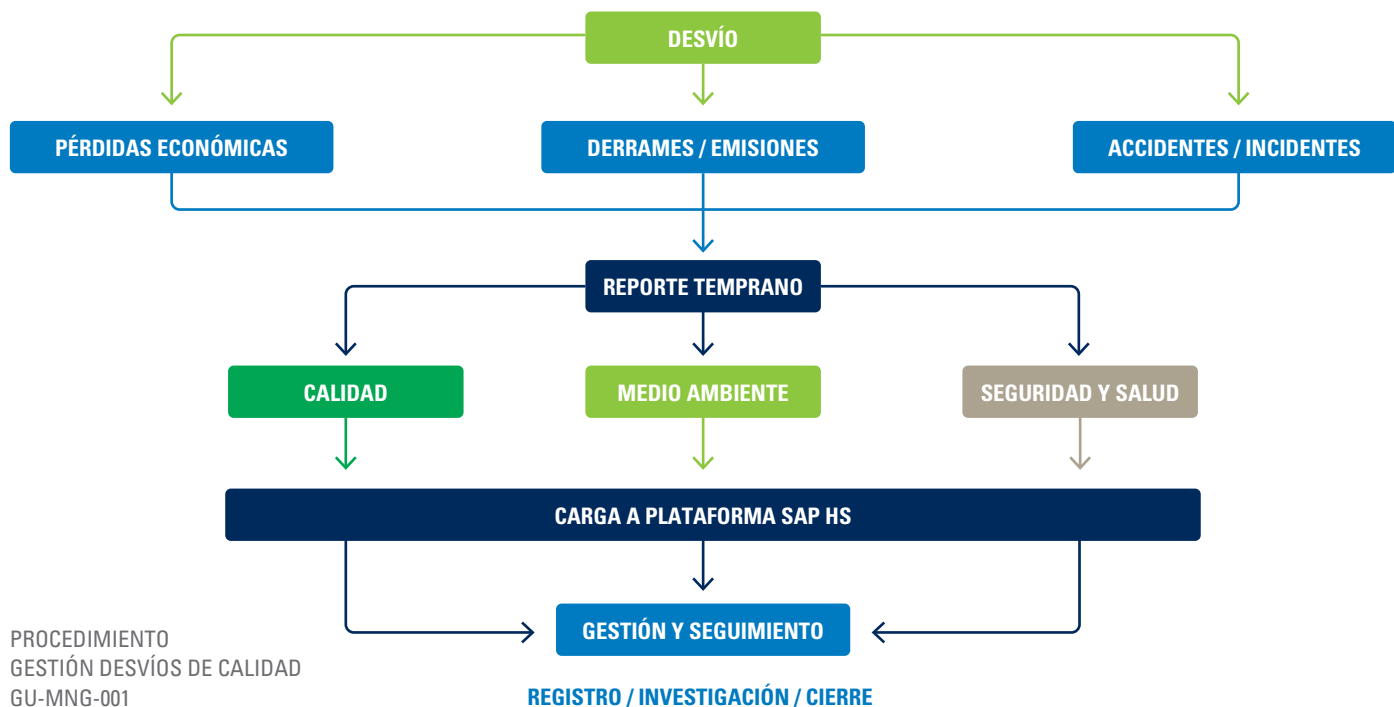 DESVÍO
PÉRDIDAS ECONÓMICAS
DERRAMES / EMISIONES
ACCIDENTES / INCIDENTES
REPORTE TEMPRANO
CALIDAD
MEDIO AMBIENTE
SEGURIDAD Y SALUD
CARGA A PLATAFORMA SAP HS
GESTIÓN Y SEGUIMIENTO
PROCEDIMIENTO
GESTIÓN DESVÍOS DE CALIDAD
GU-MNG-001
REGISTRO / INVESTIGACIÓN / CIERRE